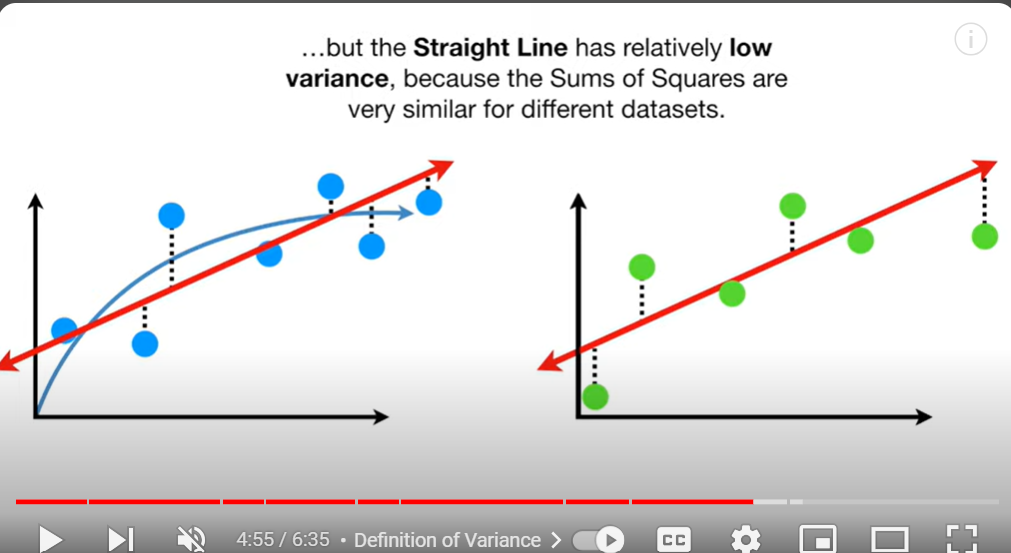 ...but the Straight Line has relatively low
variance, because the Sums of Squares are
very similar for different datasets.
4:55 / 6:35 • Definition of Variance
CC